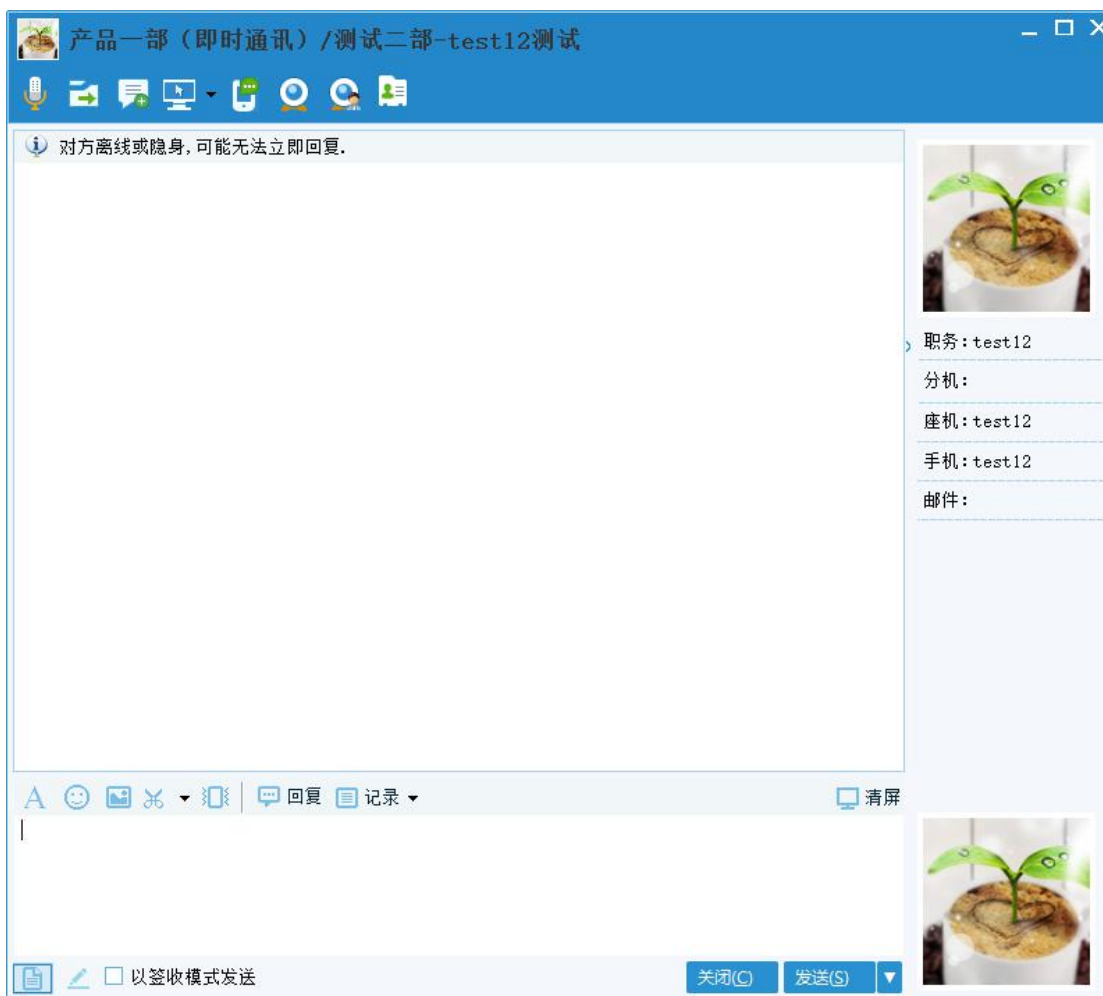 产品一部（即时通讯）/测试二部-test12测试
对方离线或隐身,可能无法立即回复.
职务:test12
分机:
座机:test12
手机:test12
邮件:
A 回复 记录 清屏
以签收模式发送 关闭(C) 发送(S)